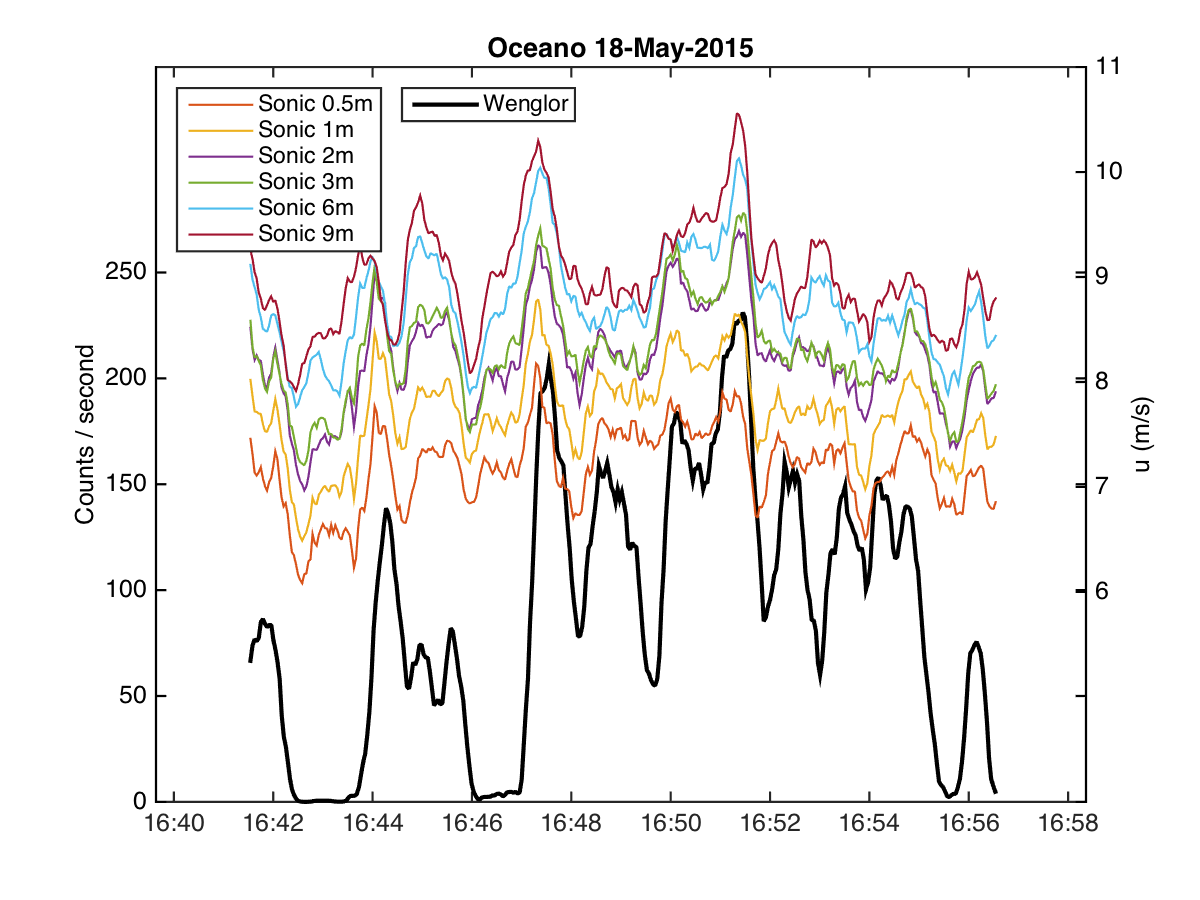 Oceano 18-May-2015
Sonic 0.5m
Sonic 1m
Sonic 2m
Sonic 3m
Sonic 6m
Sonic 9m
Wenglor
Counts / second
250
200
150
100
50
0
11
10
9
8
7
6
u (m/s)
16:40 16:42 16:44 16:46 16:48 16:50 16:52 16:54 16:56 16:58